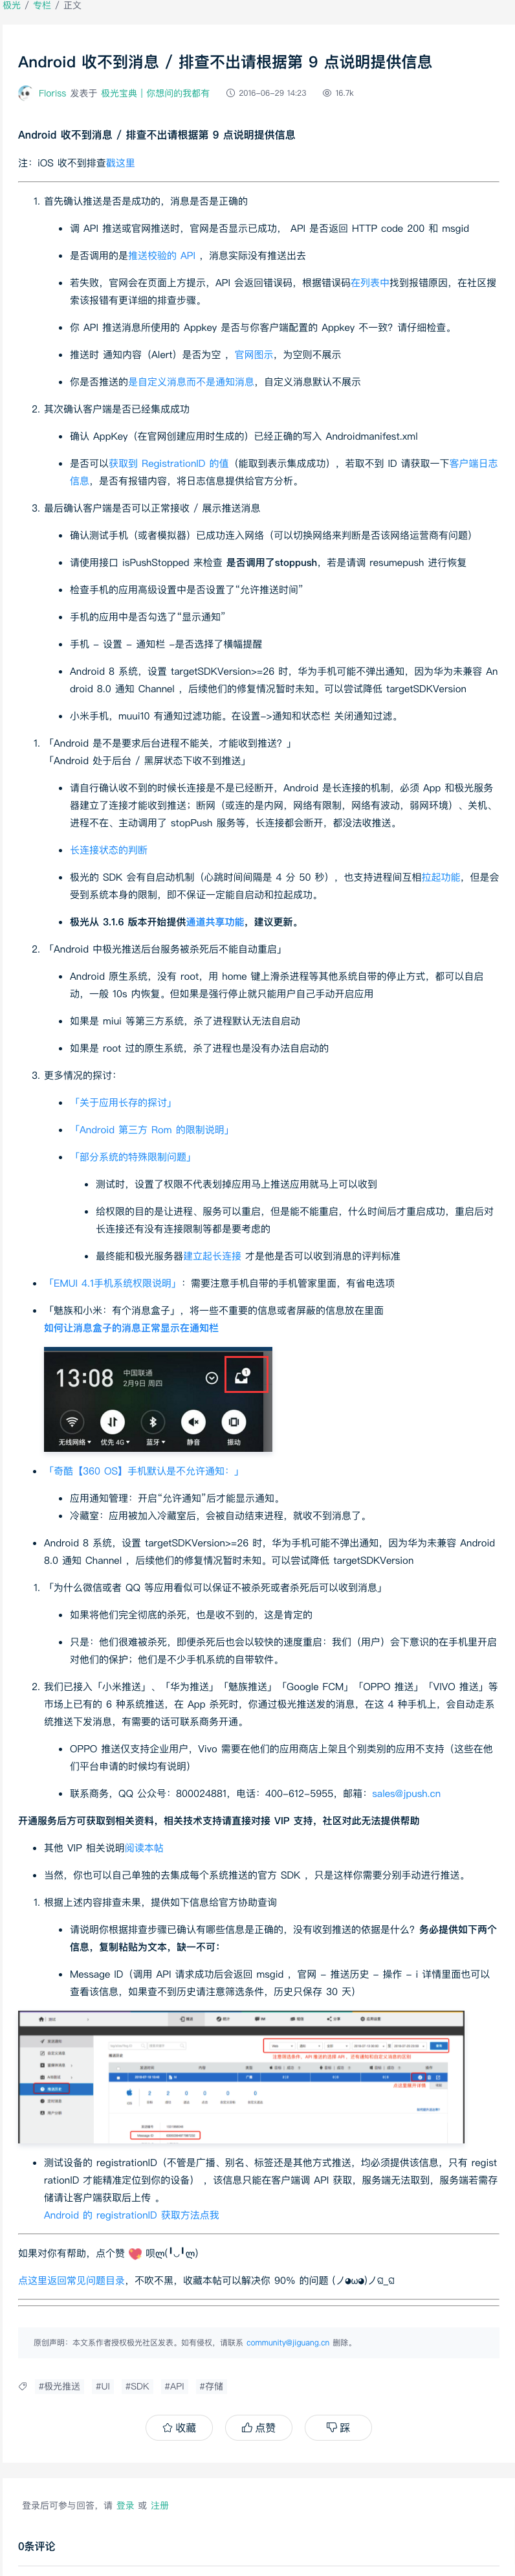 极光 / 专栏 / 正文
Android 收不到消息 / 排查不出请根据第 9 点说明提供信息
Floriss 发表于 极光宝典 | 你想问的我都有 2016-06-29 14:23 16.7k
Android 收不到消息 / 排查不出请根据第 9 点说明提供信息
注：iOS 收不到排查戳这里
1. 首先确认推送是否是成功的，消息是否是正确的
调 API 推送或官网推送时，官网是否显示已成功， API 是否返回 HTTP code 200 和 msgid
是否调用的是推送校验的 API ，消息实际没有推送出去
若失败，官网会在页面上方提示，API 会返回错误码，根据错误码在列表中找到报错原因，在社区搜
索该报错有更详细的排查步骤。
你 API 推送消息所使用的 Appkey 是否与你客户端配置的 Appkey 不一致？请仔细检查。
推送时 通知内容（Alert）是否为空 ，官网图示，为空则不展示
你是否推送的是自定义消息而不是通知消息，自定义消息默认不展示
2. 其次确认客户端是否已经集成成功
确认 AppKey（在官网创建应用时生成的）已经正确的写入 Androidmanifest.xml
是否可以获取到 RegistrationID 的值（能取到表示集成成功），若取不到 ID 请获取一下客户端日志
信息，是否有报错内容，将日志信息提供给官方分析。
3. 最后确认客户端是否可以正常接收 / 展示推送消息
确认测试手机（或者模拟器）已成功连入网络（可以切换网络来判断是否该网络运营商有问题）
请使用接口 isPushStopped 来检查 是否调用了stoppush，若是请调 resumepush 进行恢复
检查手机的应用高级设置中是否设置了“允许推送时间”
手机的应用中是否勾选了“显示通知”
手机 – 设置 – 通知栏 –是否选择了横幅提醒
Android 8 系统，设置 targetSDKVersion>=26 时，华为手机可能不弹出通知，因为华为未兼容 An
droid 8.0 通知 Channel ，后续他们的修复情况暂时未知。可以尝试降低 targetSDKVersion
小米手机，muui10 有通知过滤功能。在设置–>通知和状态栏 关闭通知过滤。
1. 「Android 是不是要求后台进程不能关，才能收到推送？」
「Android 处于后台 / 黑屏状态下收不到推送」
请自行确认收不到的时候长连接是不是已经断开，Android 是长连接的机制，必须 App 和极光服务
器建立了连接才能收到推送；断网（或连的是内网，网络有限制，网络有波动，弱网环境）、关机、
进程不在、主动调用了 stopPush 服务等，长连接都会断开，都没法收推送。
长连接状态的判断
极光的 SDK 会有自启动机制（心跳时间间隔是 4 分 50 秒），也支持进程间互相拉起功能，但是会
受到系统本身的限制，即不保证一定能自启动和拉起成功。
极光从 3.1.6 版本开始提供通道共享功能，建议更新。
2. 「Android 中极光推送后台服务被杀死后不能自动重启」
Android 原生系统，没有 root，用 home 键上滑杀进程等其他系统自带的停止方式，都可以自启
动，一般 10s 内恢复。但如果是强行停止就只能用户自己手动开启应用
如果是 miui 等第三方系统，杀了进程默认无法自启动
如果是 root 过的原生系统，杀了进程也是没有办法自启动的
3. 更多情况的探讨：
「关于应用长存的探讨」
「Android 第三方 Rom 的限制说明」
「部分系统的特殊限制问题」
测试时，设置了权限不代表划掉应用马上推送应用就马上可以收到
给权限的目的是让进程、服务可以重启，但是能不能重启，什么时间后才重启成功，重启后对
长连接还有没有连接限制等都是要考虑的
最终能和极光服务器建立起长连接 才是他是否可以收到消息的评判标准
「EMUI 4.1手机系统权限说明」：需要注意手机自带的手机管家里面，有省电选项
「魅族和小米：有个消息盒子」，将一些不重要的信息或者屏蔽的信息放在里面
如何让消息盒子的消息正常显示在通知栏
13:08 中国联通 2月9日 周四 1
无线网络 优先 4G 蓝牙 静音 振动
「奇酷【360 OS】手机默认是不允许通知：」
应用通知管理：开启“允许通知”后才能显示通知。
冷藏室：应用被加入冷藏室后，会被自动结束进程，就收不到消息了。
Android 8 系统，设置 targetSDKVersion>=26 时，华为手机可能不弹出通知，因为华为未兼容 Android
8.0 通知 Channel ，后续他们的修复情况暂时未知。可以尝试降低 targetSDKVersion
1. 「为什么微信或者 QQ 等应用看似可以保证不被杀死或者杀死后可以收到消息」
如果将他们完全彻底的杀死，也是收不到的，这是肯定的
只是：他们很难被杀死，即便杀死后也会以较快的速度重启：我们（用户）会下意识的在手机里开启
对他们的保护；他们是不少手机系统的自带软件。
2. 我们已接入「小米推送」、「华为推送」「魅族推送」「Google FCM」「OPPO 推送」「VIVO 推送」等
市场上已有的 6 种系统推送，在 App 杀死时，你通过极光推送发的消息，在这 4 种手机上，会自动走系
统推送下发消息，有需要的话可联系商务开通。
OPPO 推送仅支持企业用户，Vivo 需要在他们的应用商店上架且个别类别的应用不支持（这些在他
们平台申请的时候均有说明）
联系商务，QQ 公众号：800024881，电话：400-612-5955，邮箱：sales@jpush.cn
开通服务后方可获取到相关资料，相关技术支持请直接对接 VIP 支持，社区对此无法提供帮助
其他 VIP 相关说明阅读本帖
当然，你也可以自己单独的去集成每个系统推送的官方 SDK ，只是这样你需要分别手动进行推送。
1. 根据上述内容排查未果，提供如下信息给官方协助查询
请说明你根据排查步骤已确认有哪些信息是正确的，没有收到推送的依据是什么？务必提供如下两个
信息，复制粘贴为文本，缺一不可：
Message ID（调用 API 请求成功后会返回 msgid ，官网 – 推送历史 – 操作 – i 详情里面也可以
查看该信息，如果查不到历史请注意筛选条件，历史只保存 30 天）
测试设备的 registrationID（不管是广播、别名、标签还是其他方式推送，均必须提供该信息，只有 regist
rationID 才能精准定位到你的设备） ，该信息只能在客户端调 API 获取，服务端无法取到，服务端若需存
储请让客户端获取后上传 。
Android 的 registrationID 获取方法点我
如果对你有帮助，点个赞 💖 呗ლ(╹◡╹ლ)
点这里返回常见问题目录，不吹不黑，收藏本帖可以解决你 90% 的问题 (ノ◕ω◕)ノପ_ଘ
原创声明：本文系作者授权极光社区发表。如有侵权，请联系 community@jiguang.cn 删除。
#极光推送 #UI #SDK #API #存储
收藏 点赞 踩
登录后可参与回答，请 登录 或 注册
0条评论